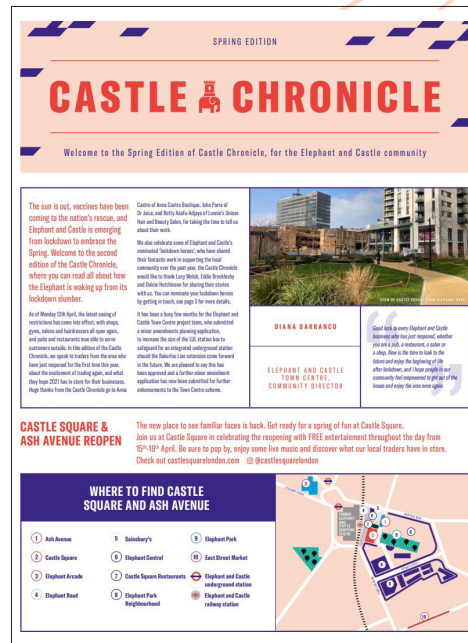 SPRING EDITION
CASTLE CHRONICLE
Welcome to the Spring Edition of Castle Chronicle, for the Elephant and Castle community
The sun is out, vaccines have been
coming to the nation's rescue, and
Elephant and Castle is emerging
from lockdown to embrace the
Spring. Welcome to the second
edition of the Castle Chronicle,
where you can read all about how
the Elephant is waking up from its
lockdown slumber.
As of Monday 12th April, the latest easing of
restrictions has come into effect, with shops,
gyms, salons and hairdressers all open again,
and pubs and restaurants now able to serve
customers outside. In this edition of the Castle
Chronicle, we speak to traders from the area who
have just reopened for the first time this year,
about the excitement of trading again, and what
they hope 2021 has in store for their businesses.
Huge thanks from the Castle Chronicle go to Anna
Castro of Anna Castro Boutique, John Parra of
Dr Juice, and Betty Asafu-Adjaye of Lounio's Unisex
Hair and Beauty Salon, for taking the time to tell us
about their work.
We also celebrate some of Elephant and Castle's
nominated 'lockdown heroes', who have shared
their fantastic work in supporting the local
community over the past year; the Castle Chronicle
would like to thank Lucy Welsh, Eddie Brocklesby
and Dulcie Hutchinson for sharing their stories
with us. You can nominate your lockdown heroes
by getting in touch, see page 3 for more details.
It has been a busy few months for the Elephant and
Castle Town Centre project team, who submitted
a minor amendments planning application,
to increase the size of the LUL station box to
safeguard for an integrated underground station
should the Bakerloo Line extension come forward
in the future. We are pleased to say this has
been approved and a further minor amendment
application has now been submitted for further
enhancements to the Town Centre scheme.
VIEW OF CASTLE SQUARE FROM ELEPHANT PARK
DIANA BARRANCO
ELEPHANT AND CASTLE
TOWN CENTRE,
COMMUNITY DIRECTOR
Good luck to every Elephant and Castle
business who has just reopened, whether
you are a pub, a restaurant, a salon or
a shop. Now is the time to look to the
future and enjoy the beginning of life
after lockdown, and I hope people in our
community feel empowered to get out of the
house and enjoy the area once again.
CASTLE SQUARE &
ASH AVENUE REOPEN
The new place to see familiar faces is back. Get ready for a spring of fun at Castle Square.
Join us at Castle Square in celebrating the reopening with FREE entertainment throughout the day from
15th-18th April. Be sure to pop by, enjoy some live music and discover what our local traders have in store.
Check out castlesquarelondon.com @castlesquarelondon
WHERE TO FIND CASTLE
SQUARE AND ASH AVENUE
1 Ash Avenue
2 Castle Square
3 Elephant Arcade
4 Elephant Road
5 Sainsbury's
6 Elephant Central
7 Castle Square Restaurants
8 Elephant Park
Neighbourhood
9 Elephant Park
10 East Street Market
Elephant and Castle
underground station
Elephant and Castle
railway station